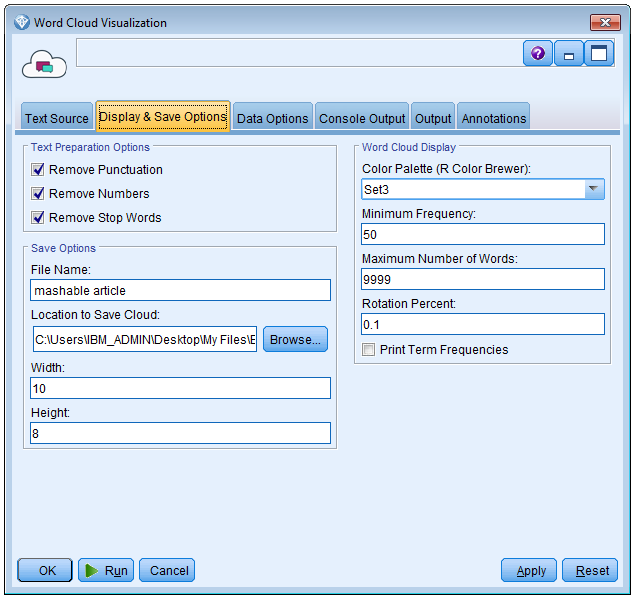 Word Cloud Visualization
Text Source
Display & Save Options
Data Options
Console Output
Output
Annotations
Text Preparation Options
Remove Punctuation
Remove Numbers
Remove Stop Words
Save Options
File Name:
mashable article
Location to Save Cloud:
C:\Users\IBM_ADMIN\Desktop\My Files\E
Browse...
Width:
10
Height:
8
Word Cloud Display
Color Palette (R Color Brewer):
Set3
Minimum Frequency:
50
Maximum Number of Words:
9999
Rotation Percent:
0.1
Print Term Frequencies
OK
Run
Cancel
Apply
Reset